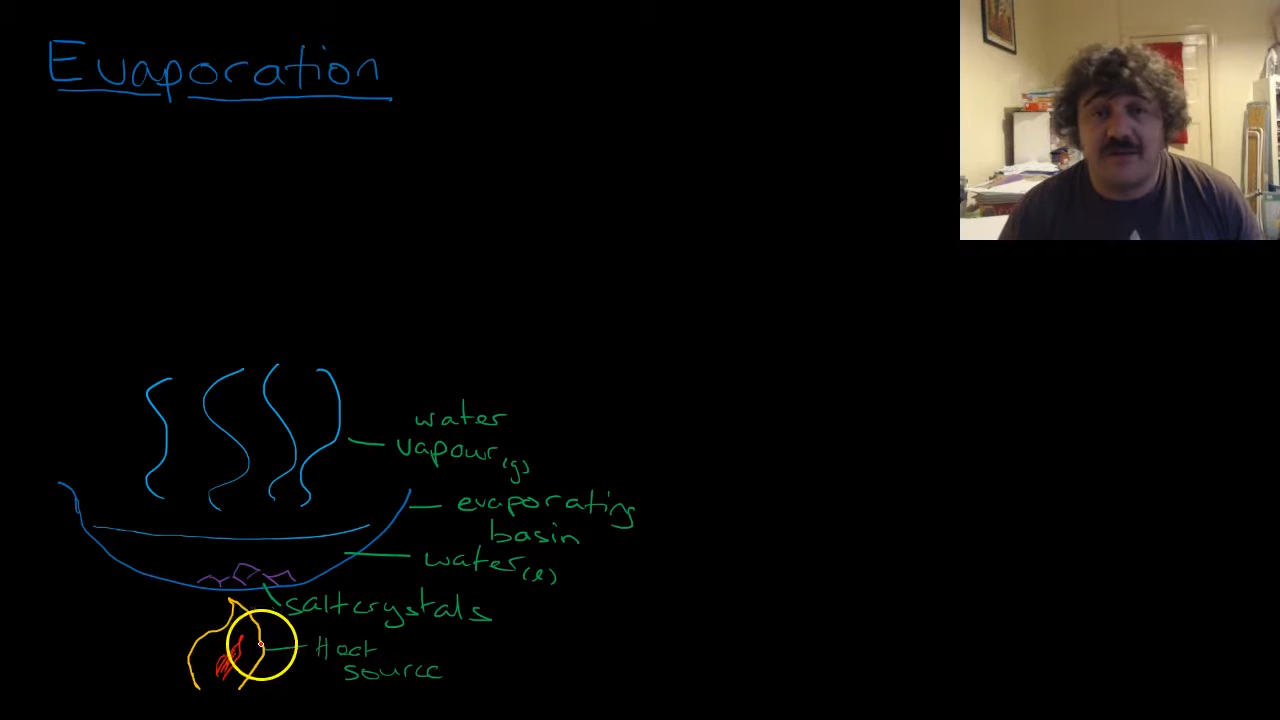 Evaporation
water
vapour(g)
evaporating
basin
water(l)
salt crystals
Heat
source